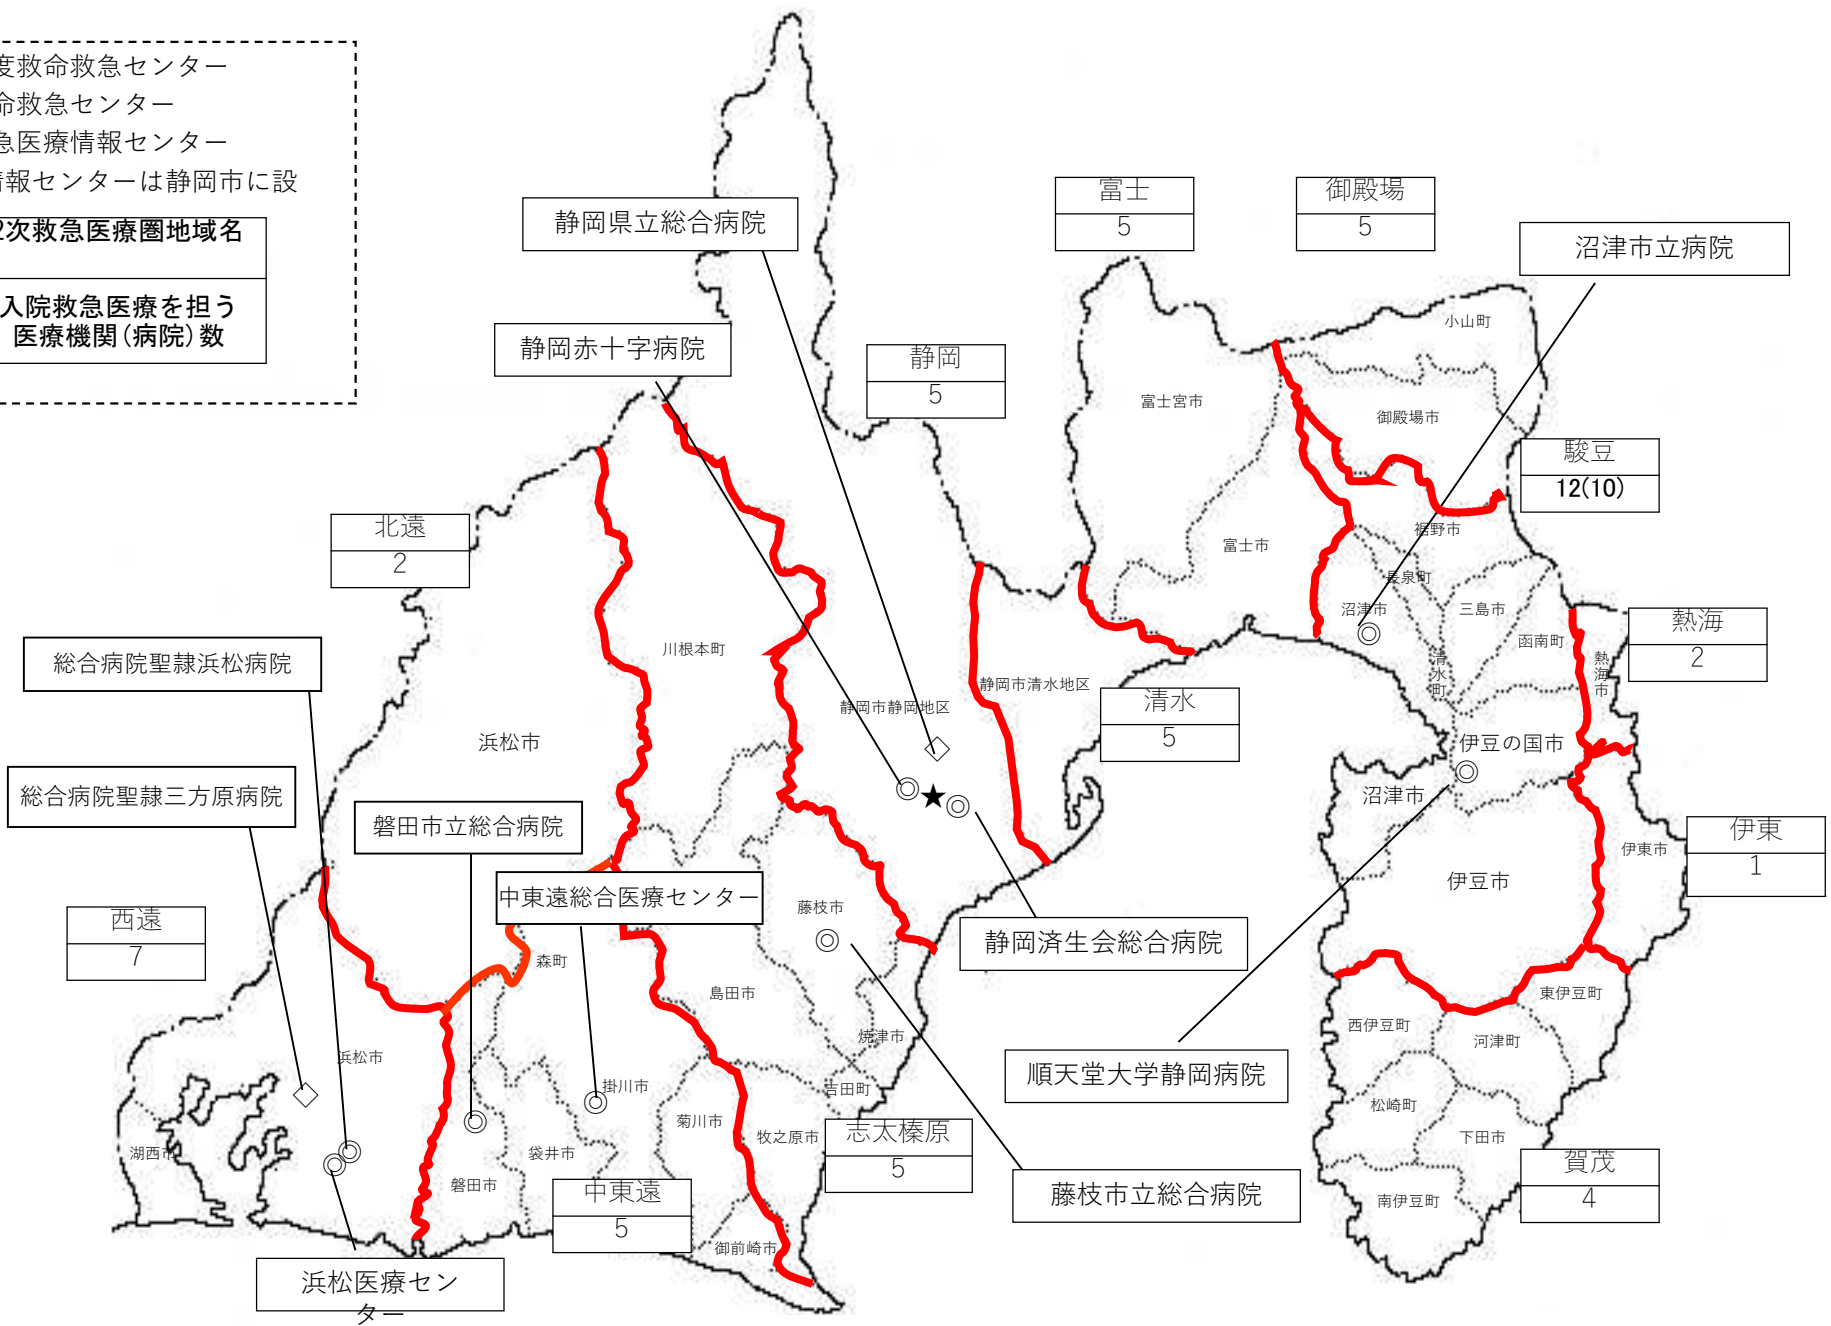 度救命救急センター
命救急センター
急医療情報センター
情報センターは静岡市に設
2次救急医療圏地域名
入院救急医療を担う
医療機関(病院)数
静岡県立総合病院
富士
5
御殿場
5
沼津市立病院
静岡赤十字病院
静岡
5
小山町
富士宮市
御殿場市
駿豆
12(10)
北遠
2
裾野市
富士市
長泉町
沼津市
三島市
函南町
熱海
2
熱海市
清水町
川根本町
総合病院聖隷浜松病院
静岡市清水地区
静岡市静岡地区
清水
5
浜松市
伊豆の国市
沼津市
総合病院聖隷三方原病院
磐田市立総合病院
伊東
1
伊東市
伊豆市
中東遠総合医療センター
藤枝市
西遠
7
静岡済生会総合病院
森町
島田市
東伊豆町
西伊豆町
河津町
焼津市
浜松市
順天堂大学静岡病院
掛川市
吉田町
松崎町
菊川市
牧之原市
志太榛原
5
下田市
湖西市
袋井市
磐田市
中東遠
5
藤枝市立総合病院
賀茂
4
南伊豆町
御前崎市
浜松医療セン
ター